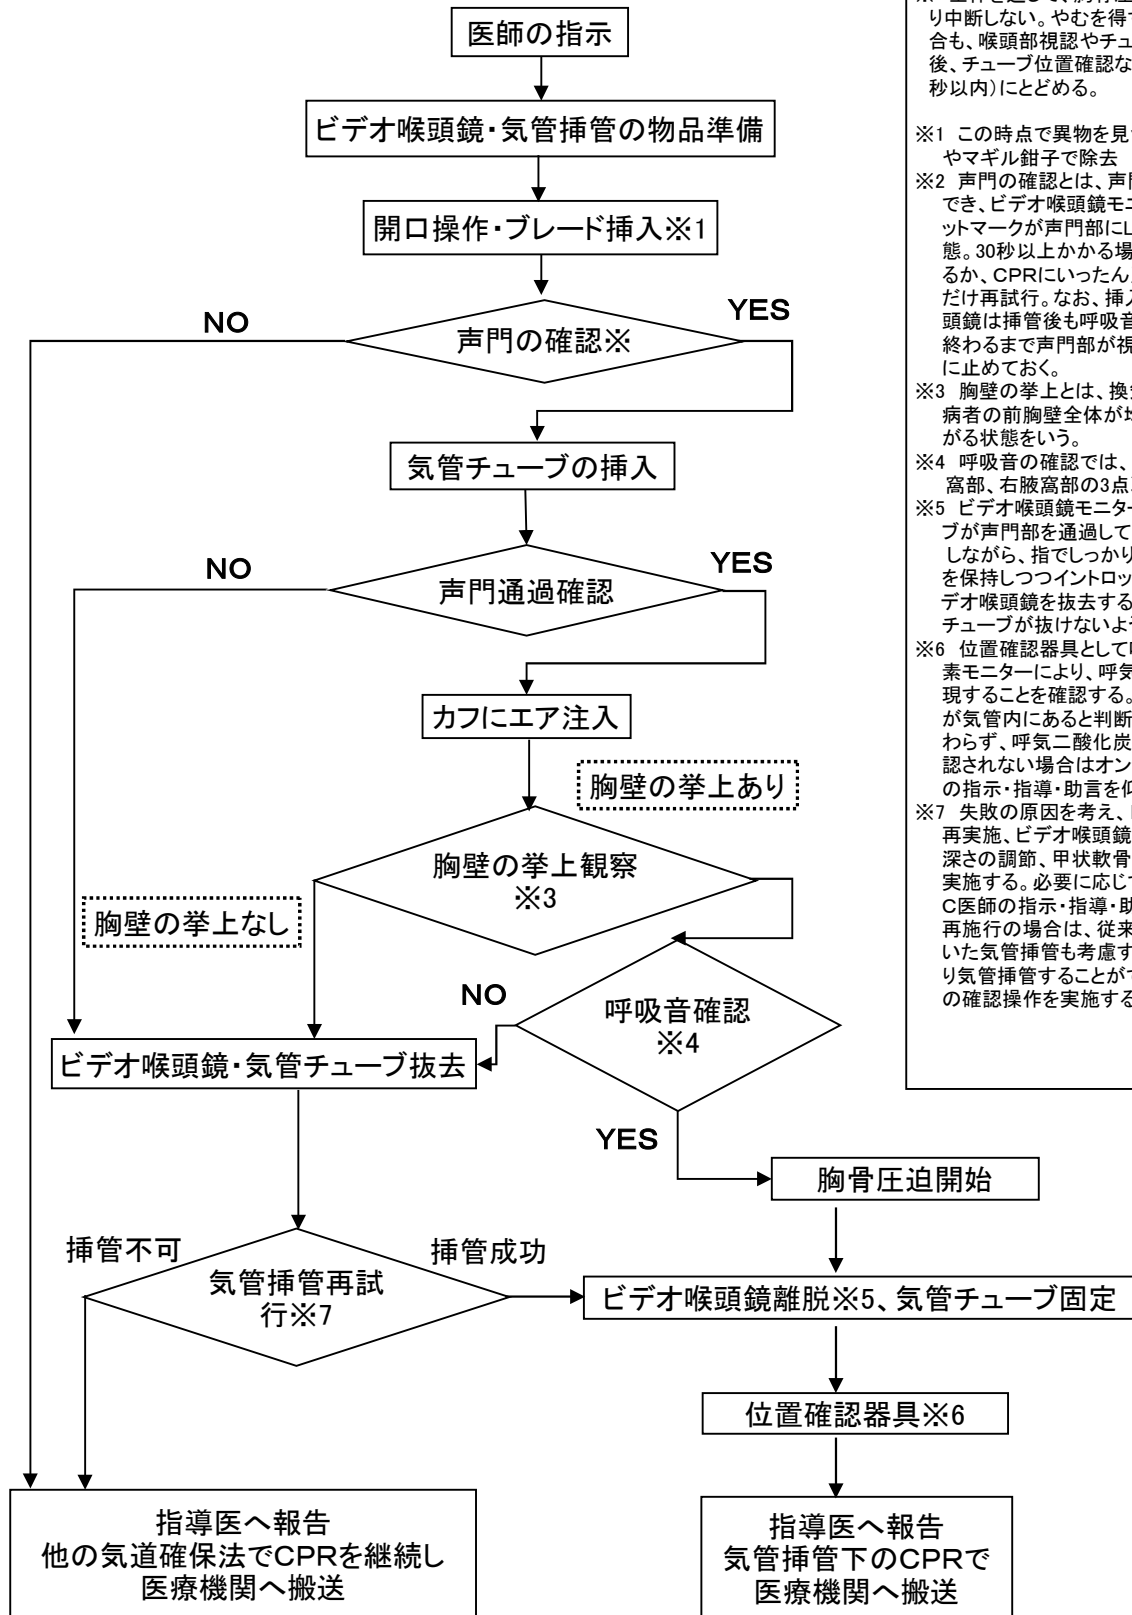 医師の指示
ビデオ喉頭鏡・気管挿管の物品準備
開口操作・ブレード挿入※1
NO
YES
声門の確認※
気管チューブの挿入
NO
YES
声門通過確認
カフにエア注入
胸壁の挙上あり
胸壁の挙上観察
※3
胸壁の挙上なし
NO
呼吸音確認
※4
ビデオ喉頭鏡・気管チューブ抜去
YES
胸骨圧迫開始
挿管不可
挿管成功
気管挿管再試
行※7
ビデオ喉頭鏡離脱※5、気管チューブ固定
位置確認器具※6
指導医へ報告
他の気道確保法でCPRを継続し
医療機関へ搬送
指導医へ報告
気管挿管下のCPRで
医療機関へ搬送
り中断しない。やむを得
合も、喉頭部視認やチュ
後、チューブ位置確認な
秒以内)にとどめる。
※1 この時点で異物を見
やマギル鉗子で除去
※2 声門の確認とは、声
でき、ビデオ喉頭鏡モニ
ットマークが声門部に
態。30秒以上かかる場
るか、CPRにいったん
だけ再試行。なお、挿
頭鏡は挿管後も呼吸音
終わるまで声門部が視
に止めておく。
※3 胸壁の挙上とは、換
病者の前胸壁全体が
がる状態をいう。
※4 呼吸音の確認では、
窩部、右腋窩部の3点
※5 ビデオ喉頭鏡モニター
ブが声門部を通過して
しながら、指でしっかり
を保持しつつイントロッ
デオ喉頭鏡を抜去する
チューブが抜けないよ
※6 位置確認器具として
素モニターにより、呼気
現することを確認する。
が気管内にあると判断
わらず、呼気二酸化炭
認されない場合はオン
の指示・指導・助言を
※7 失敗の原因を考え、
再実施、ビデオ喉頭鏡
深さの調節、甲状軟骨
実施する。必要に応じ
C医師の指示・指導・助
再施行の場合は、従来
いた気管挿管も考慮す
り気管挿管することが
の確認操作を実施する